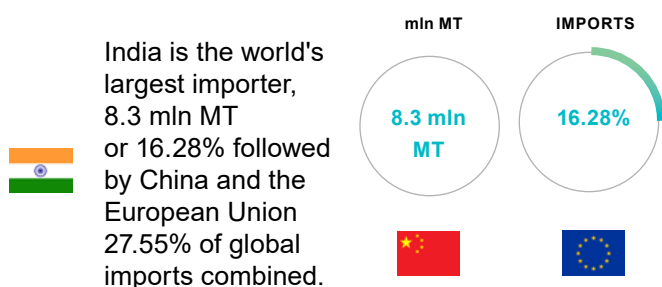 India is the world's
largest importer,
8.3 mln MT
or 16.28% followed
by China and the
European Union
27.55% of global
imports combined.
mln MT
8.3 mln
MT
IMPORTS
16.28%